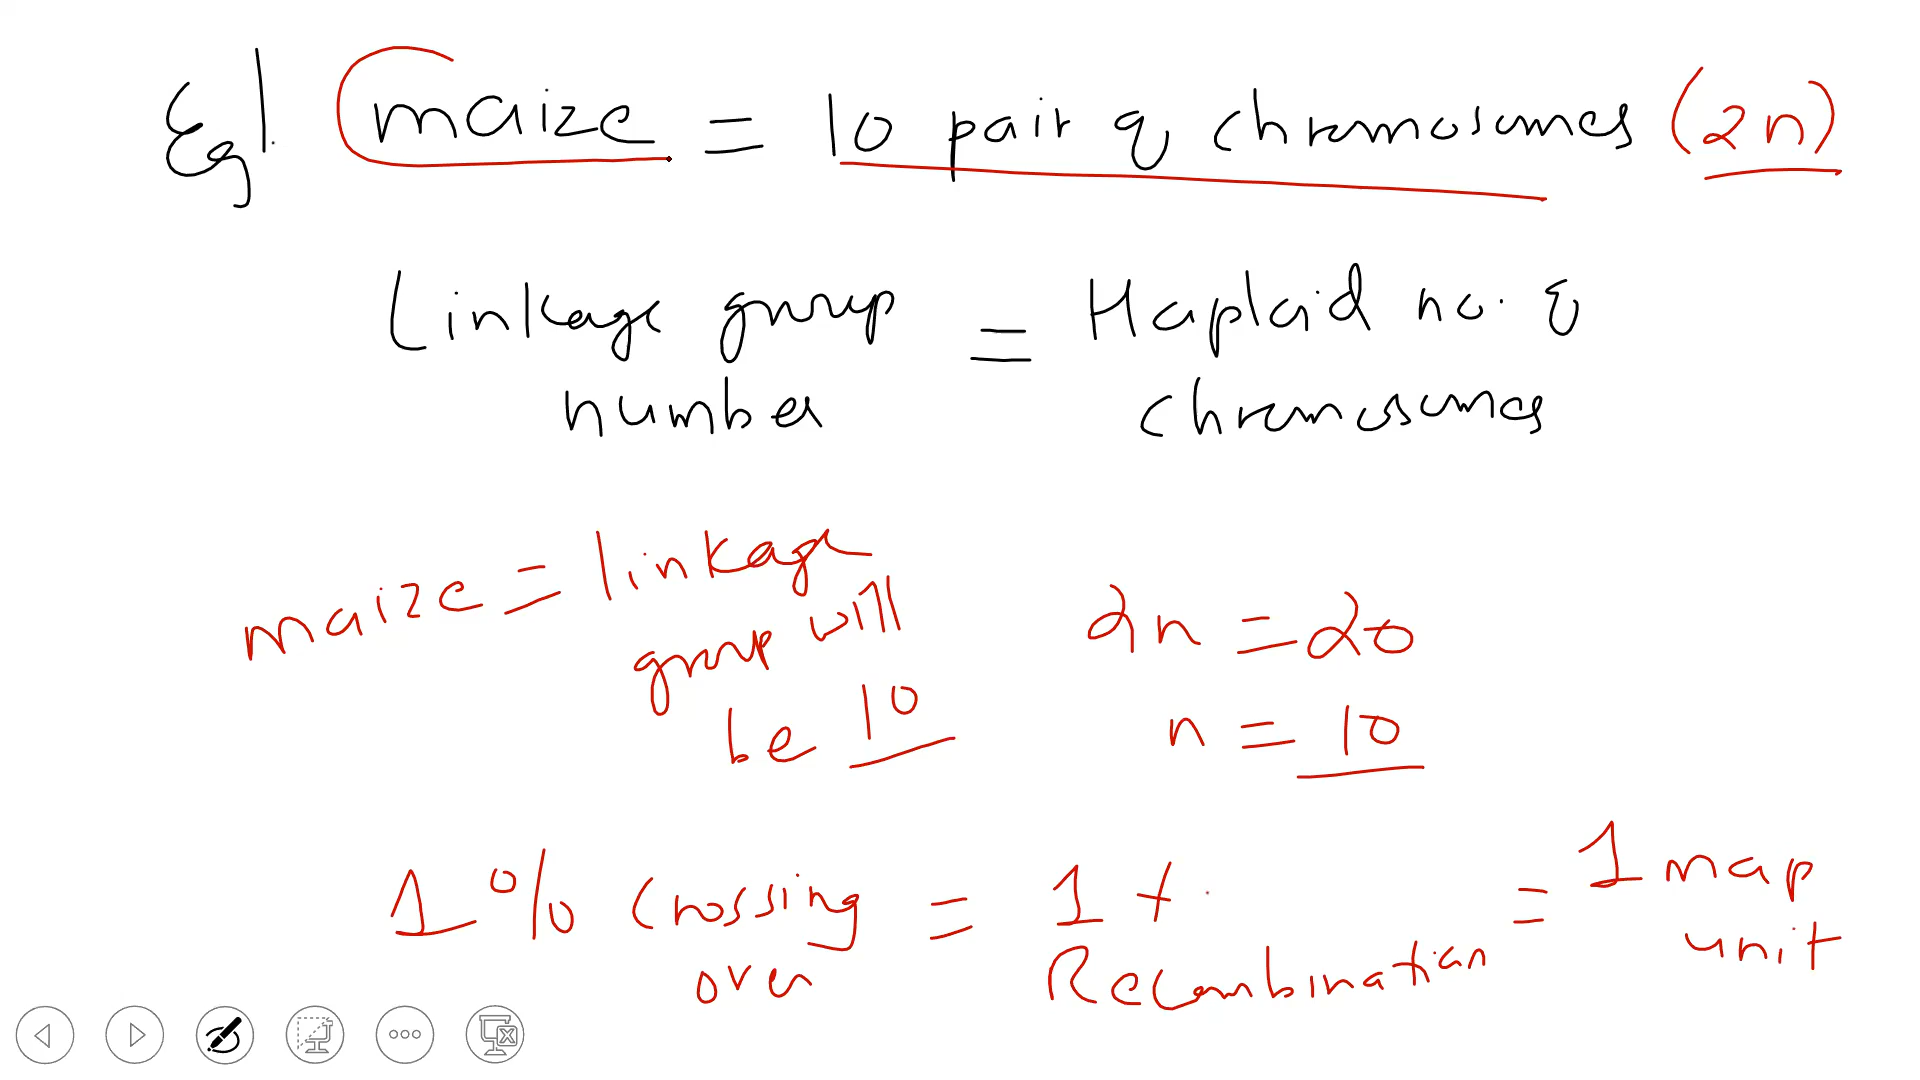 Eg. maize = 10 pair of chromosomes (2n)
Linkage group number = Haploid no. of chromosomes
maize = linkage group will be 10
2n = 20
n = 10
1 % crossing over = 1 % Recombination = 1 map unit